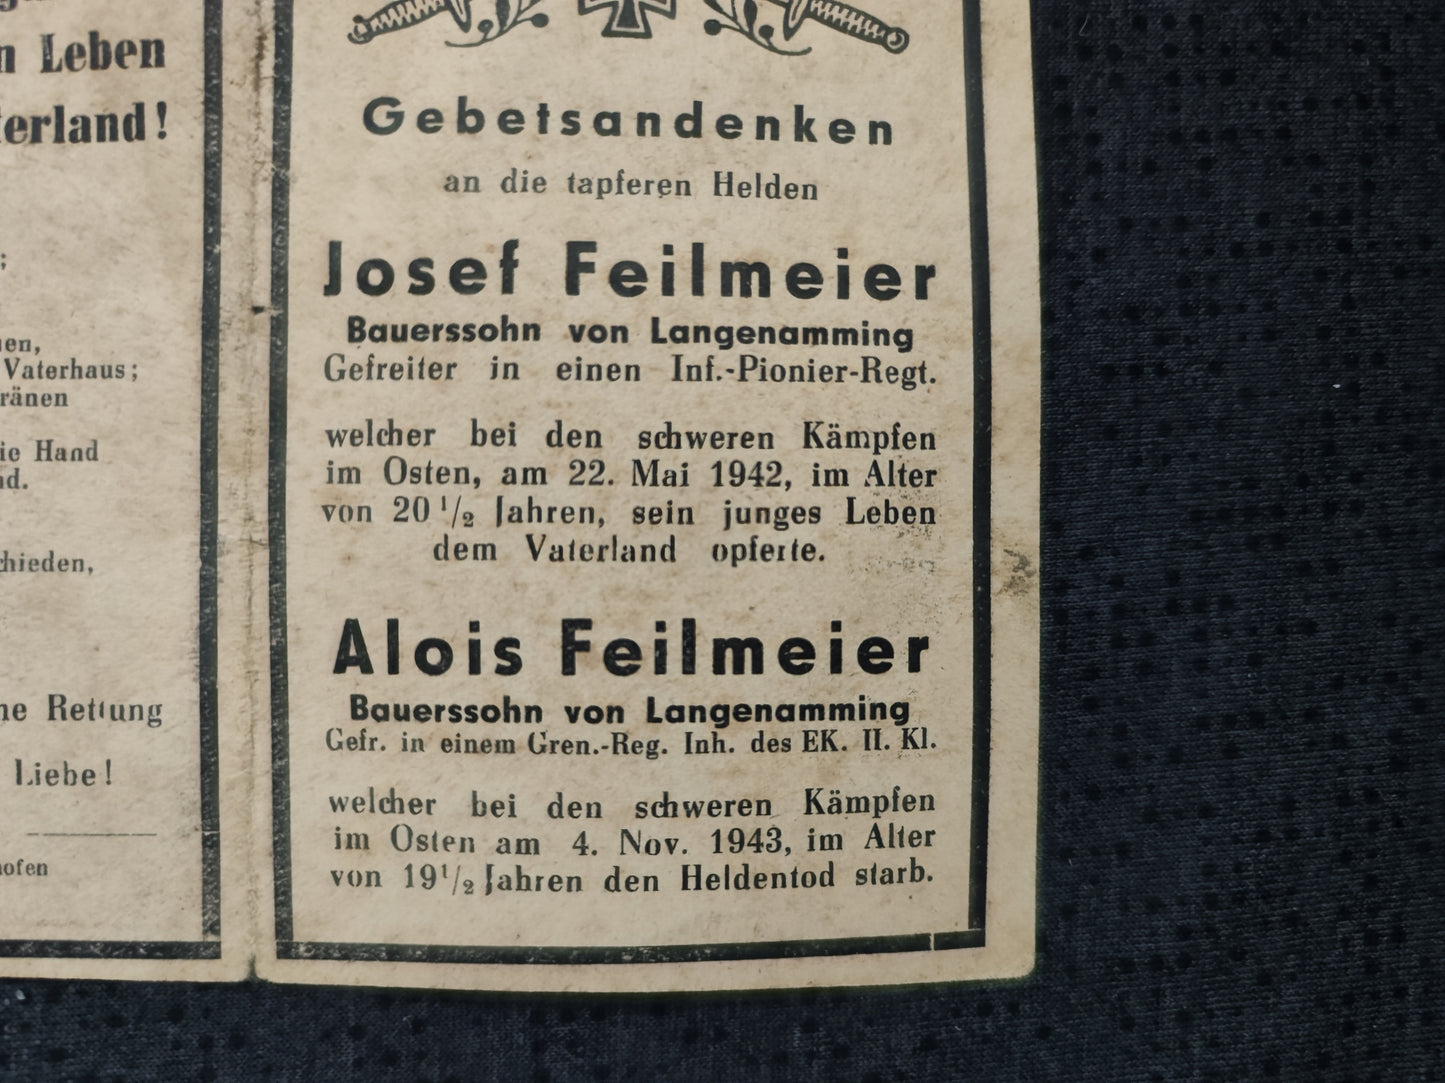 n Leben
terland!
;
en,
Vaterhaus;
ränen
ie Hand
d.
hieden,
ne Rettung
Liebe!
hofen
Gebetsandenken
an die tapferen Helden
Josef Feilmeier
Bauerssohn von Langenamming
Gefreiter in einen Inf.-Pionier-Regt.
welcher bei den schweren Kämpfen
im Osten, am 22. Mai 1942, im Alter
von 20 1/2 Jahren, sein junges Leben
dem Vaterland opferte.
Alois Feilmeier
Bauerssohn von Langenamming
Gefr. in einem Gren.-Reg. Inh. des EK. II. Kl.
welcher bei den schweren Kämpfen
im Osten am 4. Nov. 1943, im Alter
von 19 1/2 Jahren den Heldentod starb.